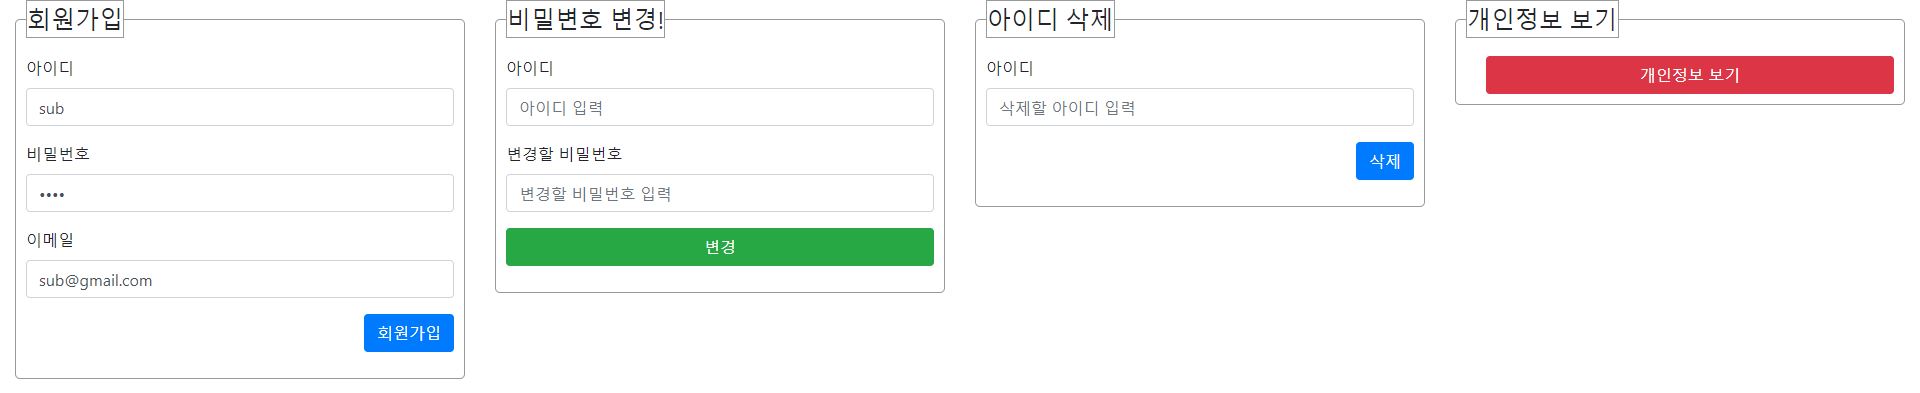 회원가입
아이디
sub
비밀번호
••••
이메일
sub@gmail.com
회원가입
비밀변호 변경!
아이디
아이디 입력
변경할 비밀번호
변경할 비밀번호 입력
변경
아이디 삭제
아이디
삭제할 아이디 입력
삭제
개인정보 보기
개인정보 보기